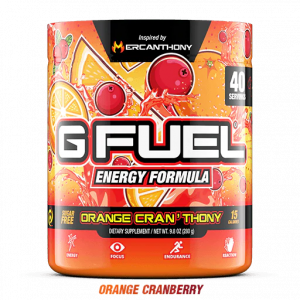 Inspired by
MERCANTHONY
40
SERVINGS
G FUEL
ENERGY FORMULA
ORANGE CRAN'THONY
SUGAR
FREE
15
CALORIES
DIETARY SUPPLEMENT / NET WT. 9.8 OZ (280 g)
ENERGY
FOCUS
ENDURANCE
REACTION
ORANGE CRANBERRY